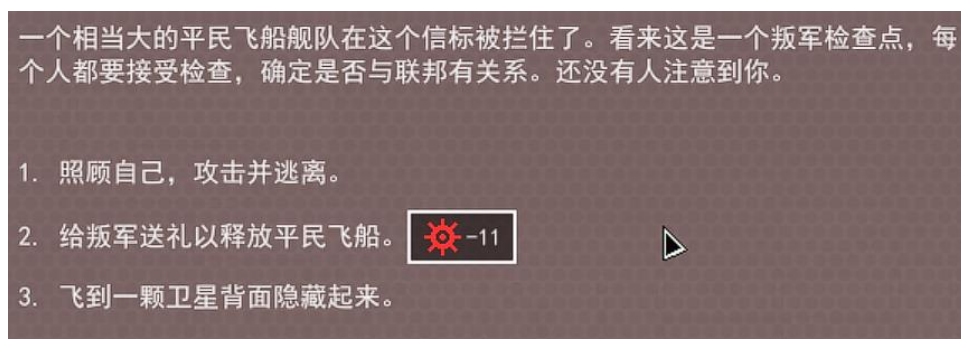 一个相当大的平民飞船舰队在这个信标被拦住了。看来这是一个叛军检查点，每
个人都要接受检查，确定是否与联邦有关系。还没有人注意到你。
1. 照顾自己，攻击并逃离。
2. 给叛军送礼以释放平民飞船。 -11
3. 飞到一颗卫星背面隐藏起来。